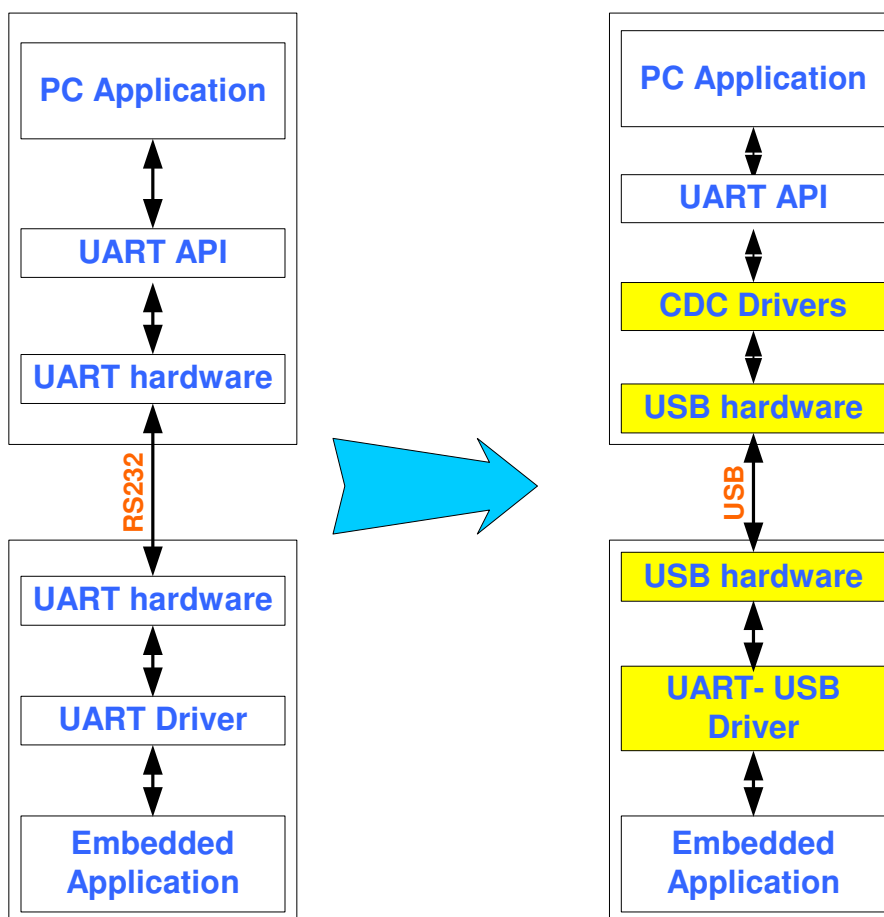 PC Application
UART API
UART hardware
RS232
UART hardware
UART Driver
Embedded
Application
PC Application
UART API
CDC Drivers
USB hardware
USB
USB hardware
UART- USB
Driver
Embedded
Application